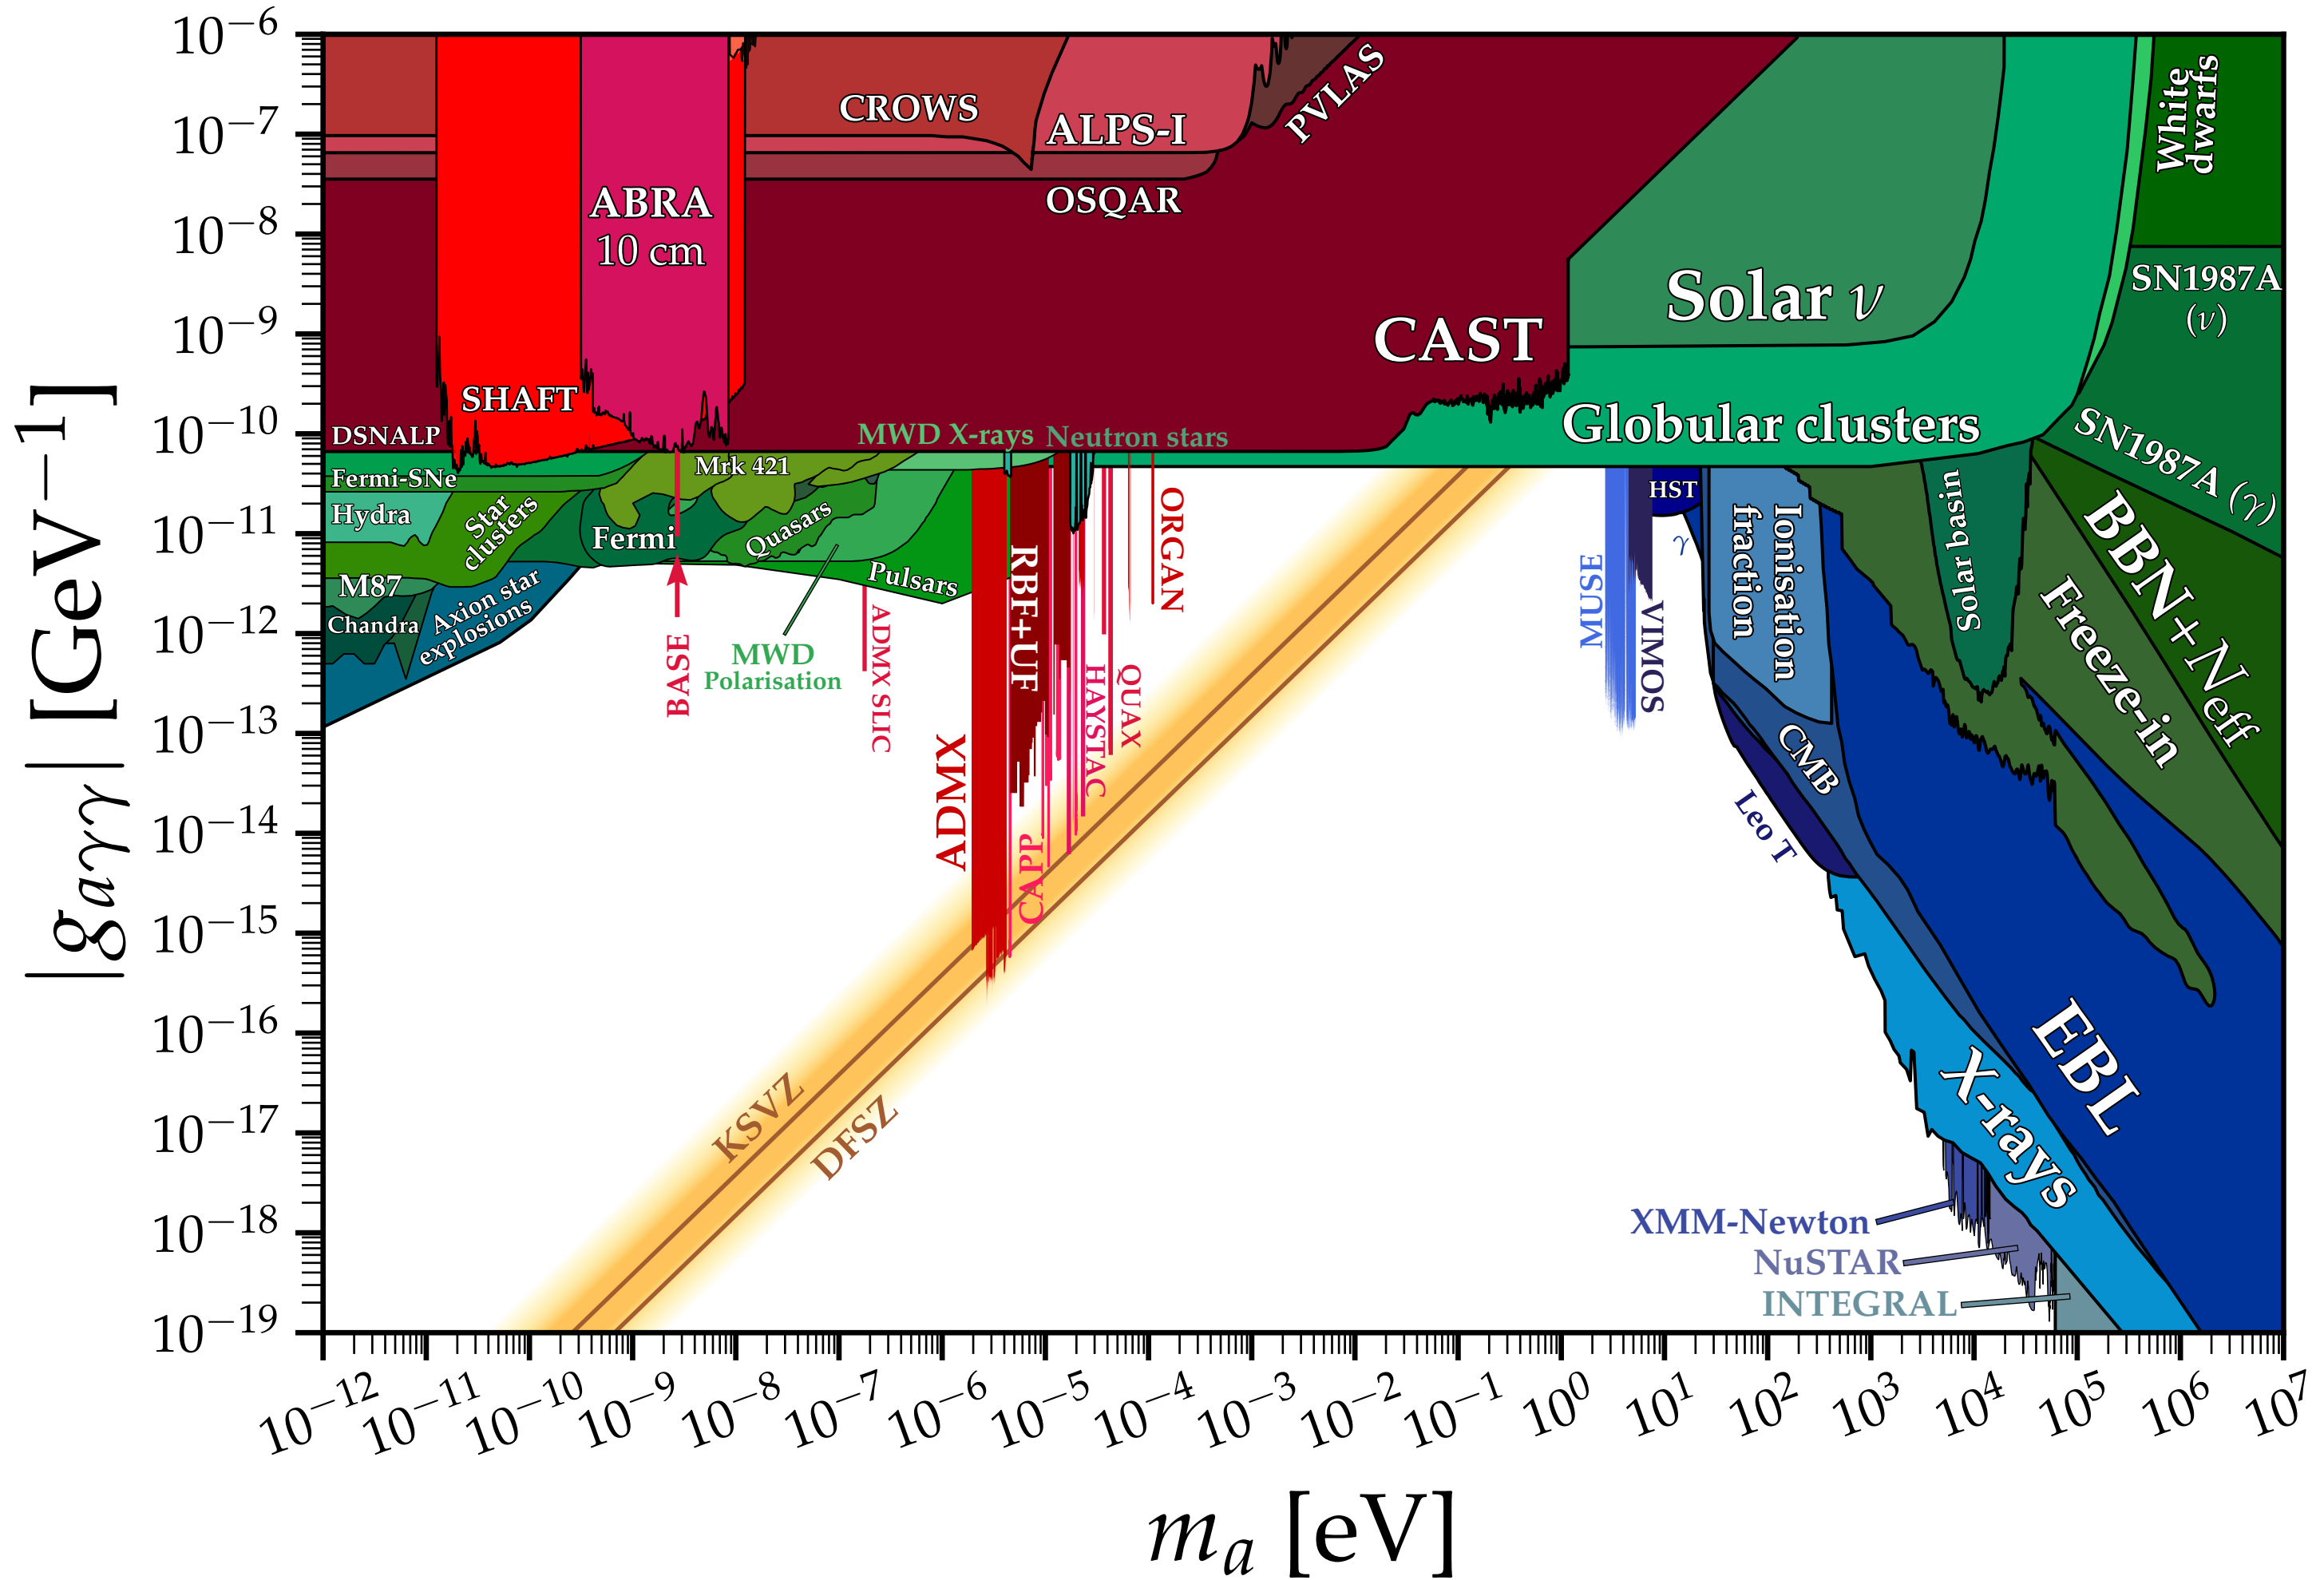 10⁻⁶
10⁻⁷
10⁻⁸
10⁻⁹
10⁻¹⁰
10⁻¹¹
10⁻¹²
10⁻¹³
10⁻¹⁴
10⁻¹⁵
10⁻¹⁶
10⁻¹⁷
10⁻¹⁸
10⁻¹⁹
|gₐγγ| [GeV⁻¹]
CROWS
ALPS-I
PVLAS
OSQAR
ABRA
10 cm
SHAFT
CAST
Solar ν
Globular clusters
White
dwarfs
SN1987A
(ν)
SN1987A (γ)
DSNALP
Fermi-SNe
Hydra
M87
Chandra
Star
clusters
Axion star
explosions
Mrk 421
Fermi
Quasars
Pulsars
MWD X-rays
Neutron stars
BASE
MWD
Polarisation
ADMX SLIC
ADMX
RBF+UF
CAPP
HAYSTAC
QUAX
ORGAN
KSVZ
DFSZ
MUSE
VIMOS
HST
γ
Ionisation
fraction
Leo T
CMB
Solar basin
Freeze-in
BBN+Neff
EBL
X-rays
XMM-Newton
NuSTAR
INTEGRAL
10⁻¹²
10⁻¹¹
10⁻¹⁰
10⁻⁹
10⁻⁸
10⁻⁷
10⁻⁶
10⁻⁵
10⁻⁴
10⁻³
10⁻²
10⁻¹
10⁰
10¹
10²
10³
10⁴
10⁵
10⁶
10⁷
mₐ [eV]